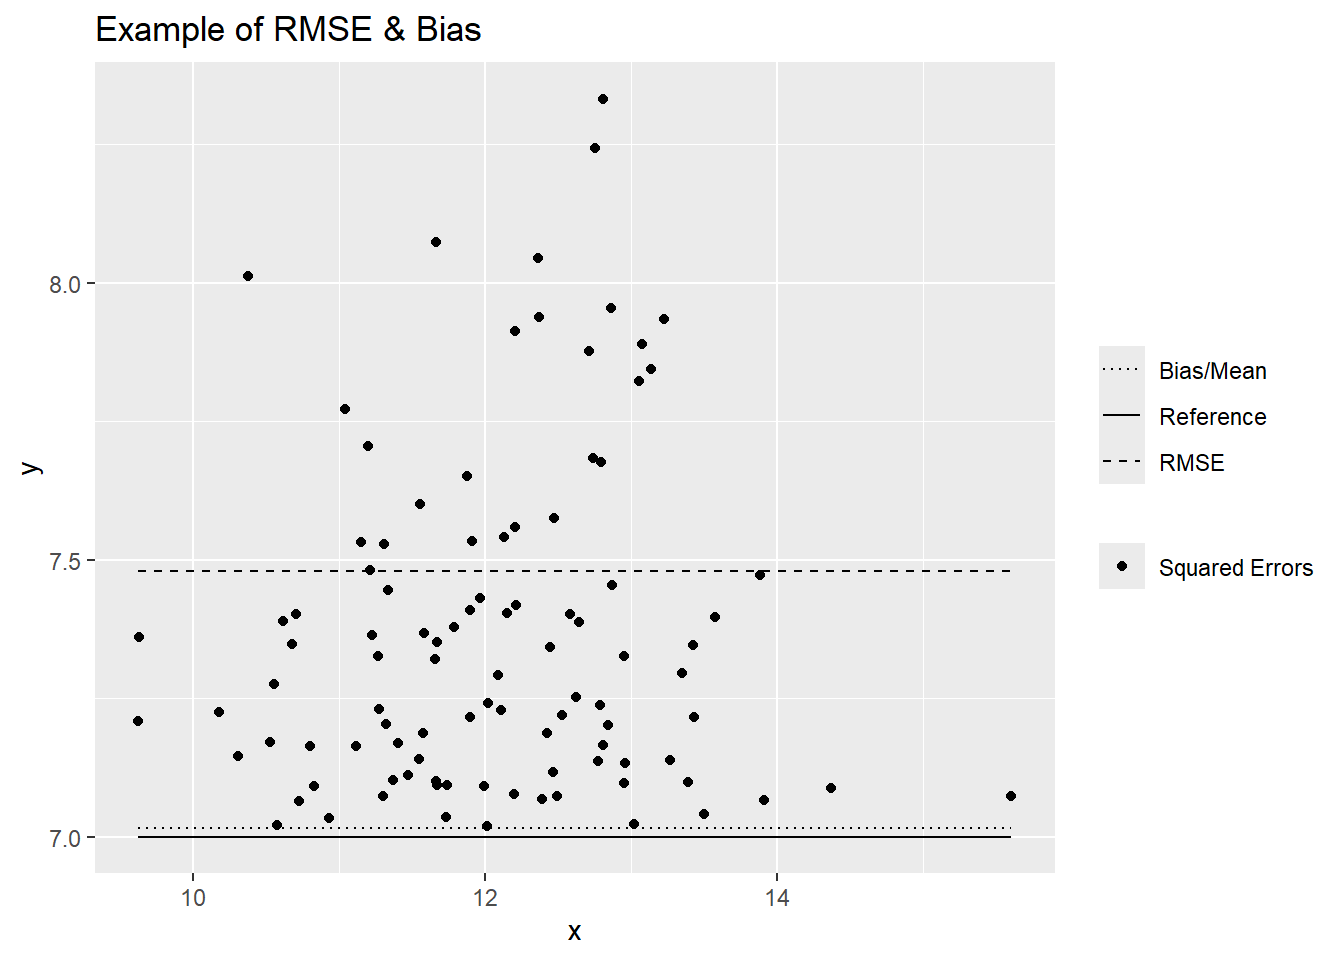 Example of RMSE & Bias
y
8.0
7.5
7.0
10
12
14
x
Bias/Mean
Reference
RMSE
Squared Errors